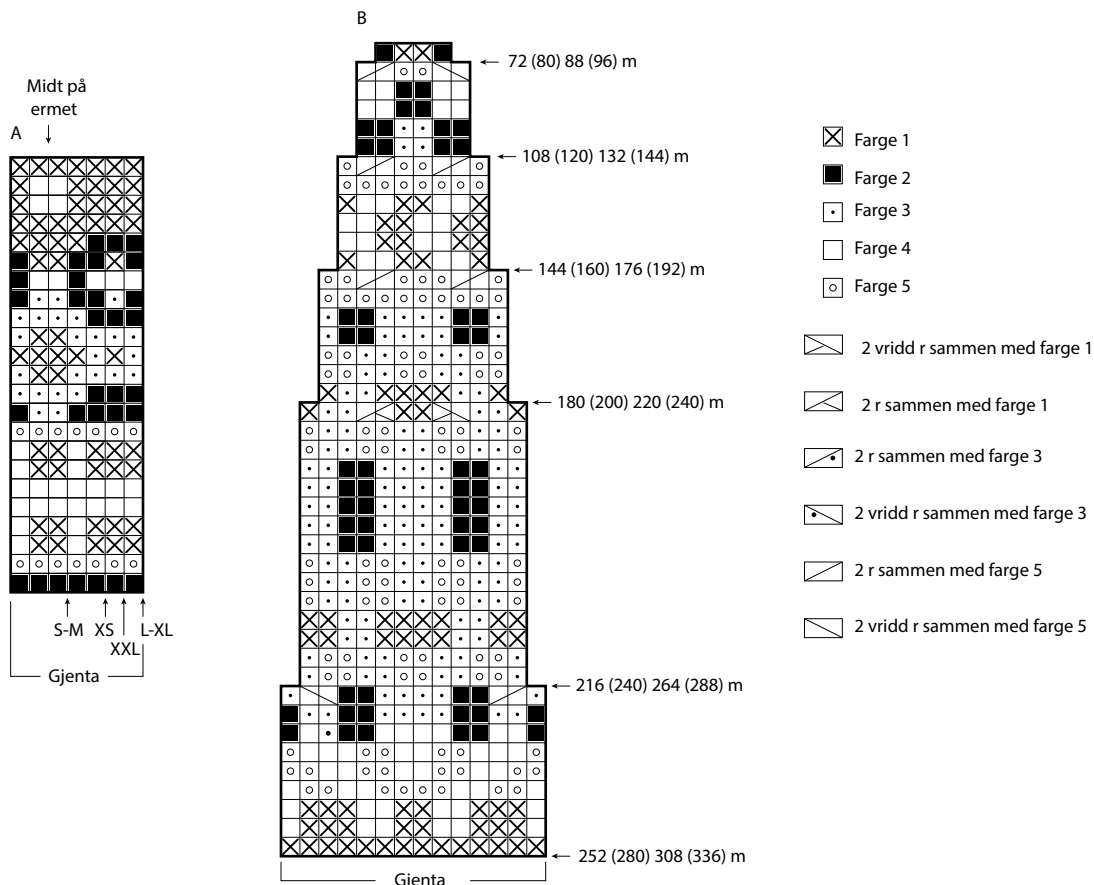 B
72 (80) 88 (96) m
Midt på
ermet
A
108 (120) 132 (144) m
144 (160) 176 (192) m
180 (200) 220 (240) m
216 (240) 264 (288) m
252 (280) 308 (336) m
Gjenta
S-M
XS
XXL
L-XL
Gjenta
Farge 1
Farge 2
Farge 3
Farge 4
Farge 5
2 vridd r sammen med farge 1
2 r sammen med farge 1
2 r sammen med farge 3
2 vridd r sammen med farge 3
2 r sammen med farge 5
2 vridd r sammen med farge 5